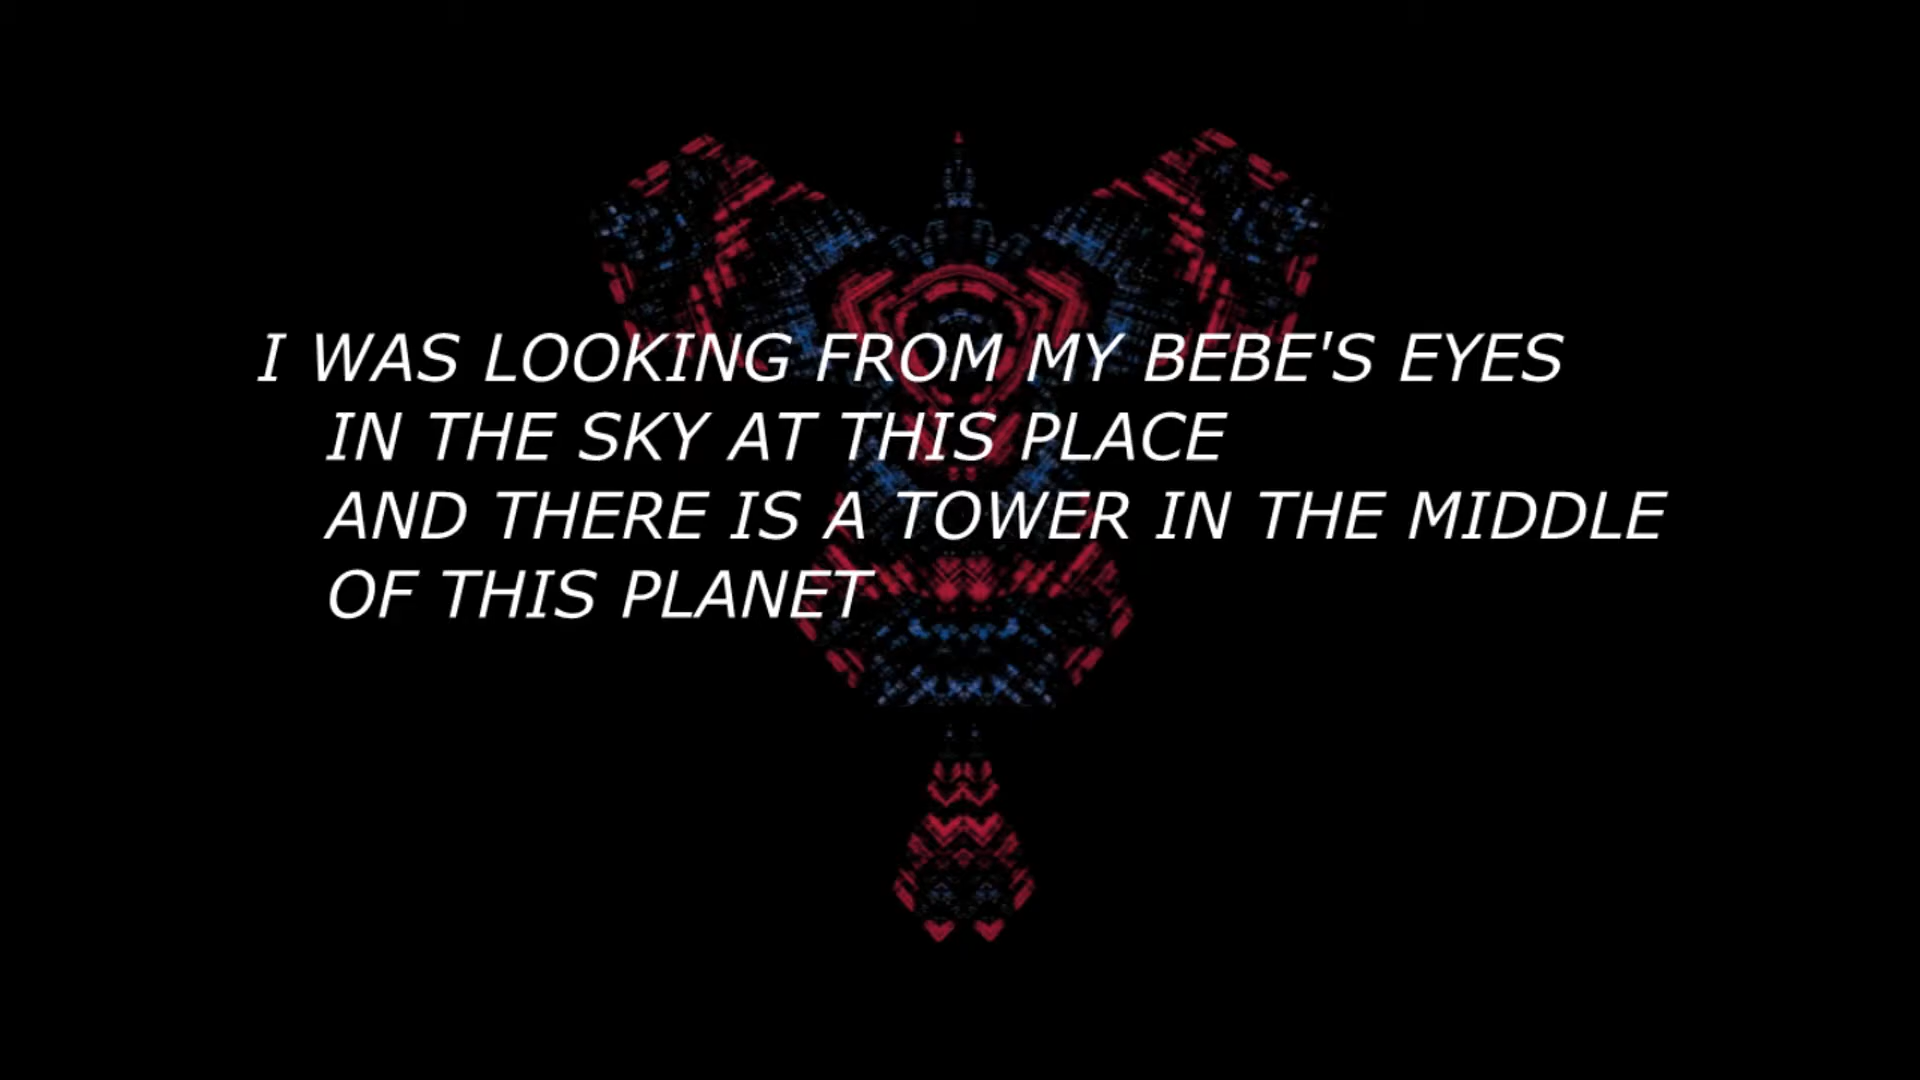 I WAS LOOKING FROM MY BEBE'S EYES
IN THE SKY AT THIS PLACE
AND THERE IS A TOWER IN THE MIDDLE
OF THIS PLANET